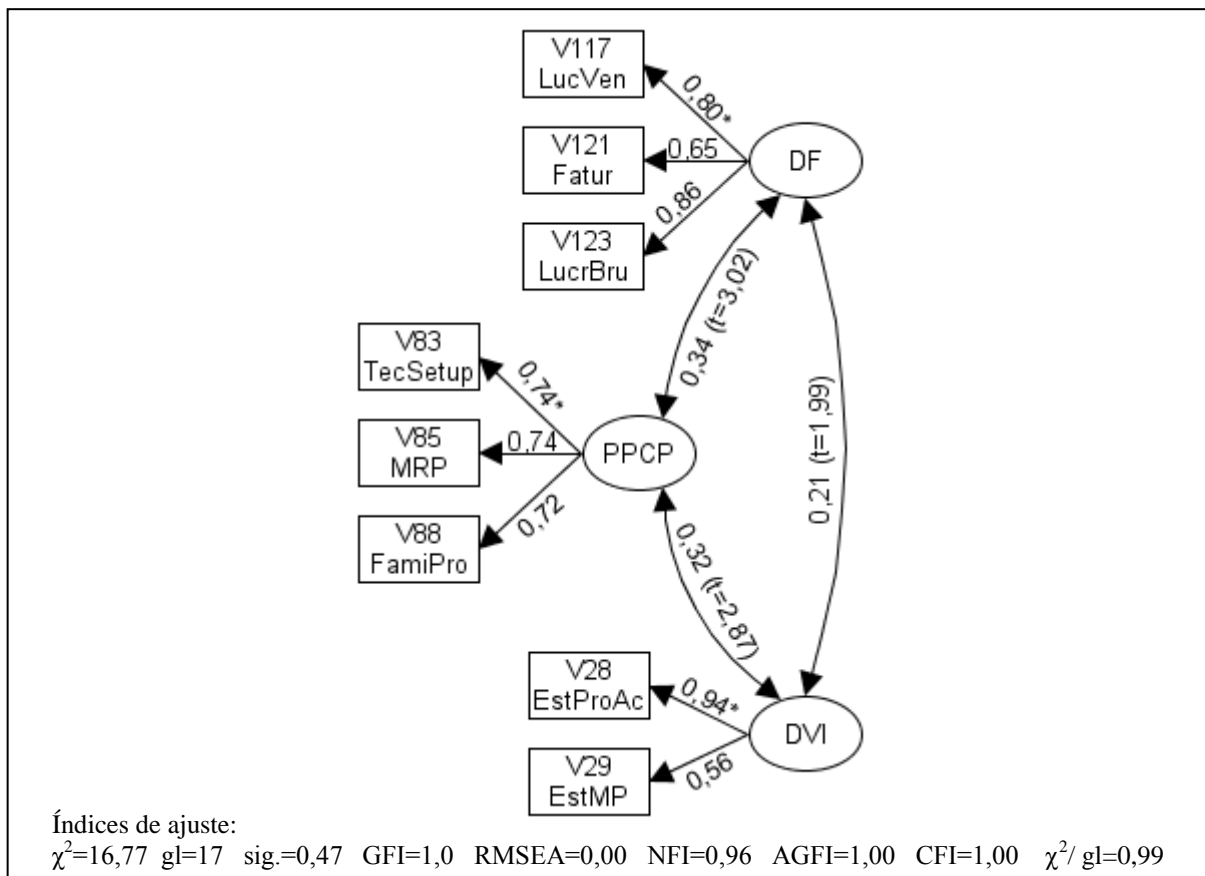 V117
LucVen
0,80*
V121
Fatur
0,65
DF
V123
LucrBru
0,86
0,34 (t=3,02)
0,21 (t=1,99)
V83
TecSetup
0,74*
V85
MRP
0,74
PPCP
V88
FamiPro
0,72
0,32 (t=2,87)
V28
EstProAc
0,94*
DVI
V29
EstMP
0,56
Índices de ajuste:
χ²=16,77 gl=17 sig.=0,47 GFI=1,0 RMSEA=0,00 NFI=0,96 AGFI=1,00 CFI=1,00 χ²/ gl=0,99